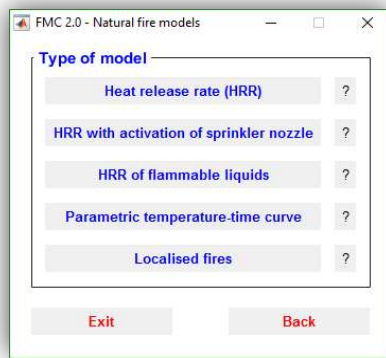 FMC 2.0 - Natural fire models
Type of model
Heat release rate (HRR) ?
HRR with activation of sprinkler nozzle ?
HRR of flammable liquids ?
Parametric temperature-time curve ?
Localised fires ?
Exit Back